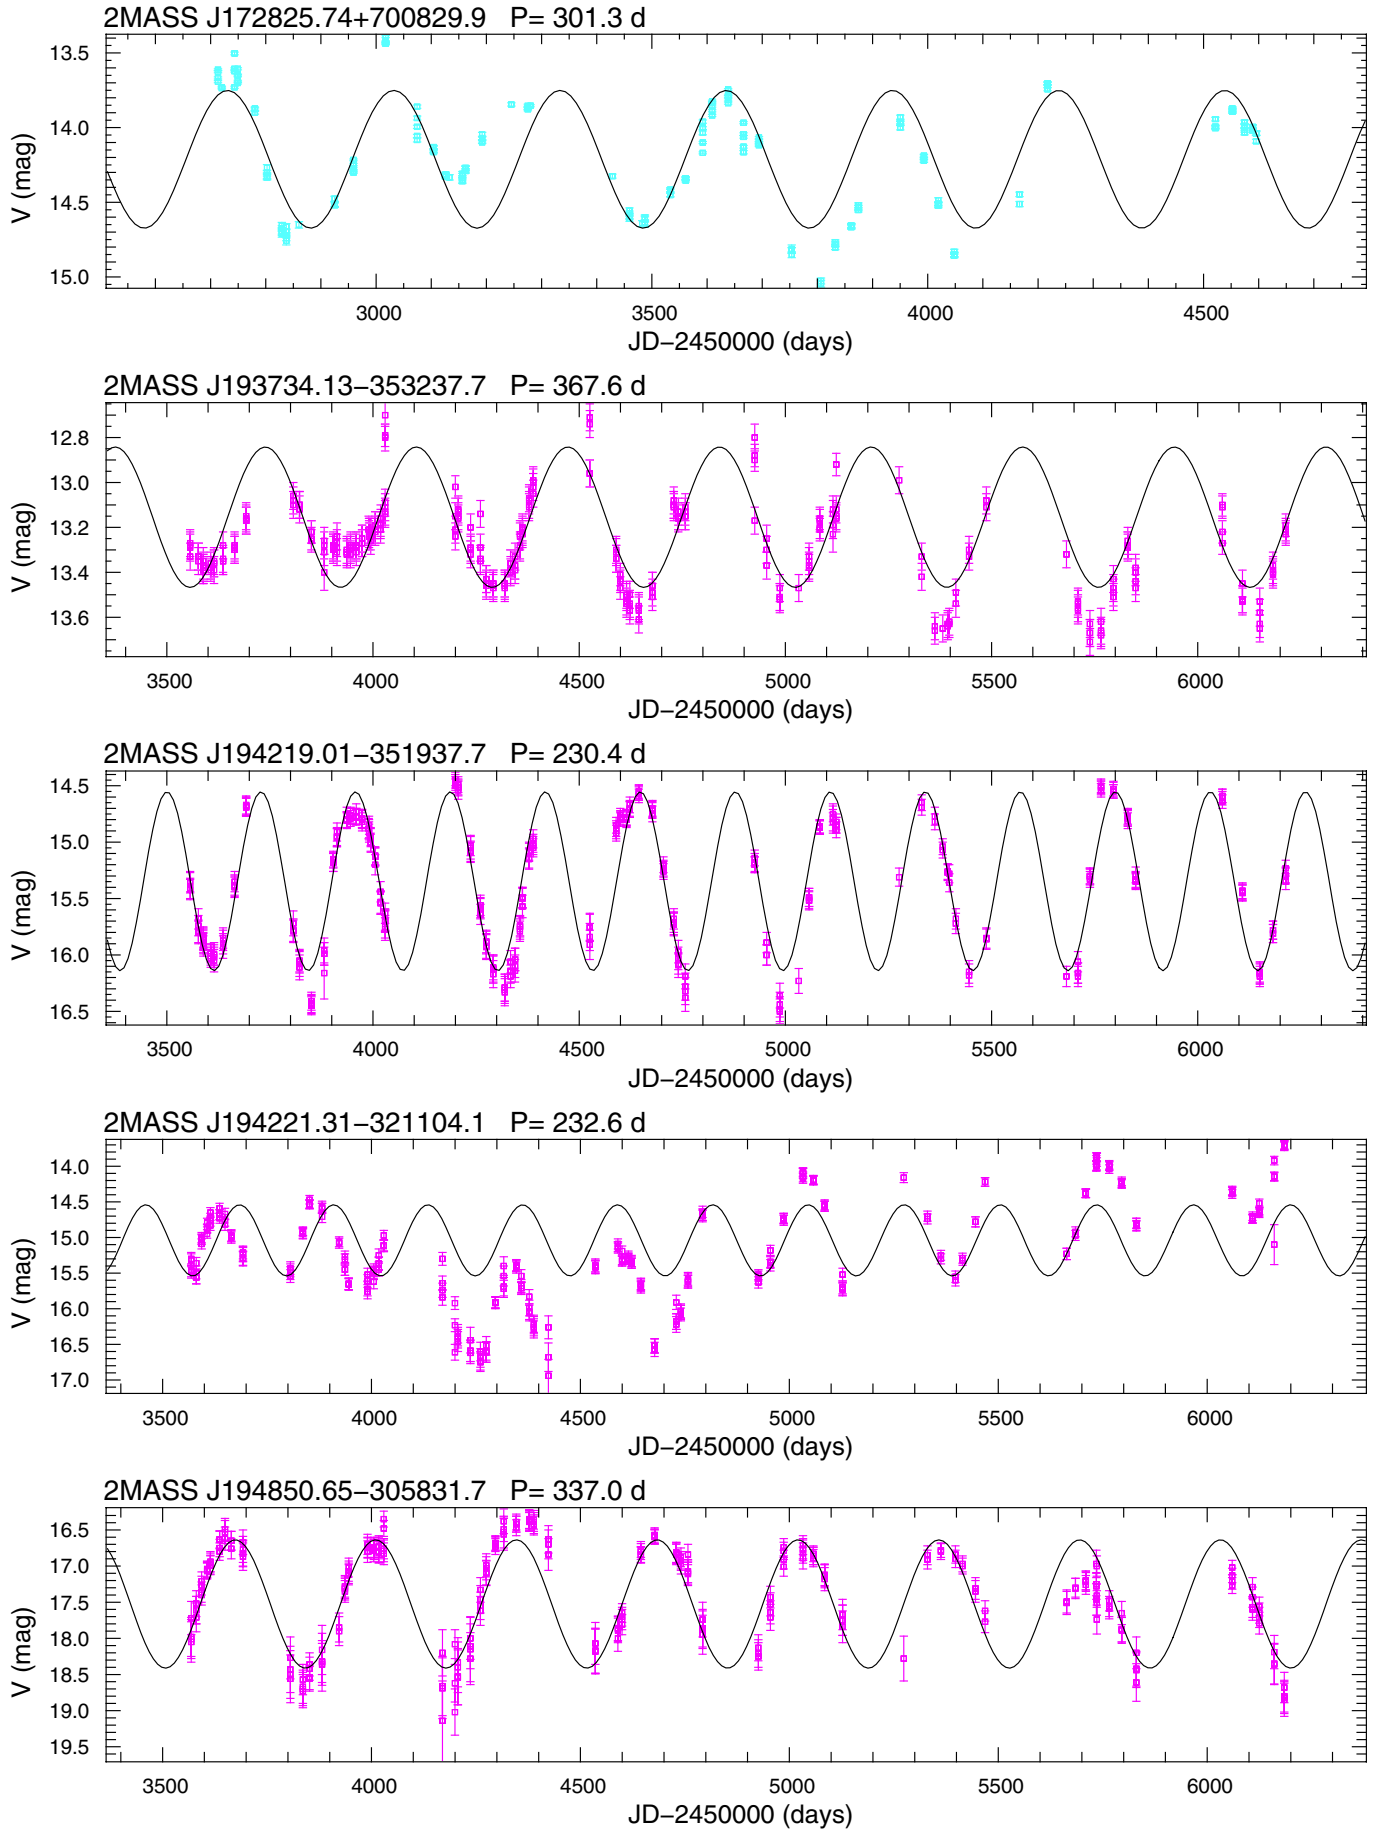 2MASS J172825.74+700829.9 P= 301.3 d
13.5
14.0
14.5
15.0
V (mag)
3000 3500 4000 4500
JD−2450000 (days)
2MASS J193734.13−353237.7 P= 367.6 d
12.8
13.0
13.2
13.4
13.6
V (mag)
3500 4000 4500 5000 5500 6000
JD−2450000 (days)
2MASS J194219.01−351937.7 P= 230.4 d
14.5
15.0
15.5
16.0
16.5
V (mag)
3500 4000 4500 5000 5500 6000
JD−2450000 (days)
2MASS J194221.31−321104.1 P= 232.6 d
14.0
14.5
15.0
15.5
16.0
16.5
17.0
V (mag)
3500 4000 4500 5000 5500 6000
JD−2450000 (days)
2MASS J194850.65−305831.7 P= 337.0 d
16.5
17.0
17.5
18.0
18.5
19.0
19.5
V (mag)
3500 4000 4500 5000 5500 6000
JD−2450000 (days)